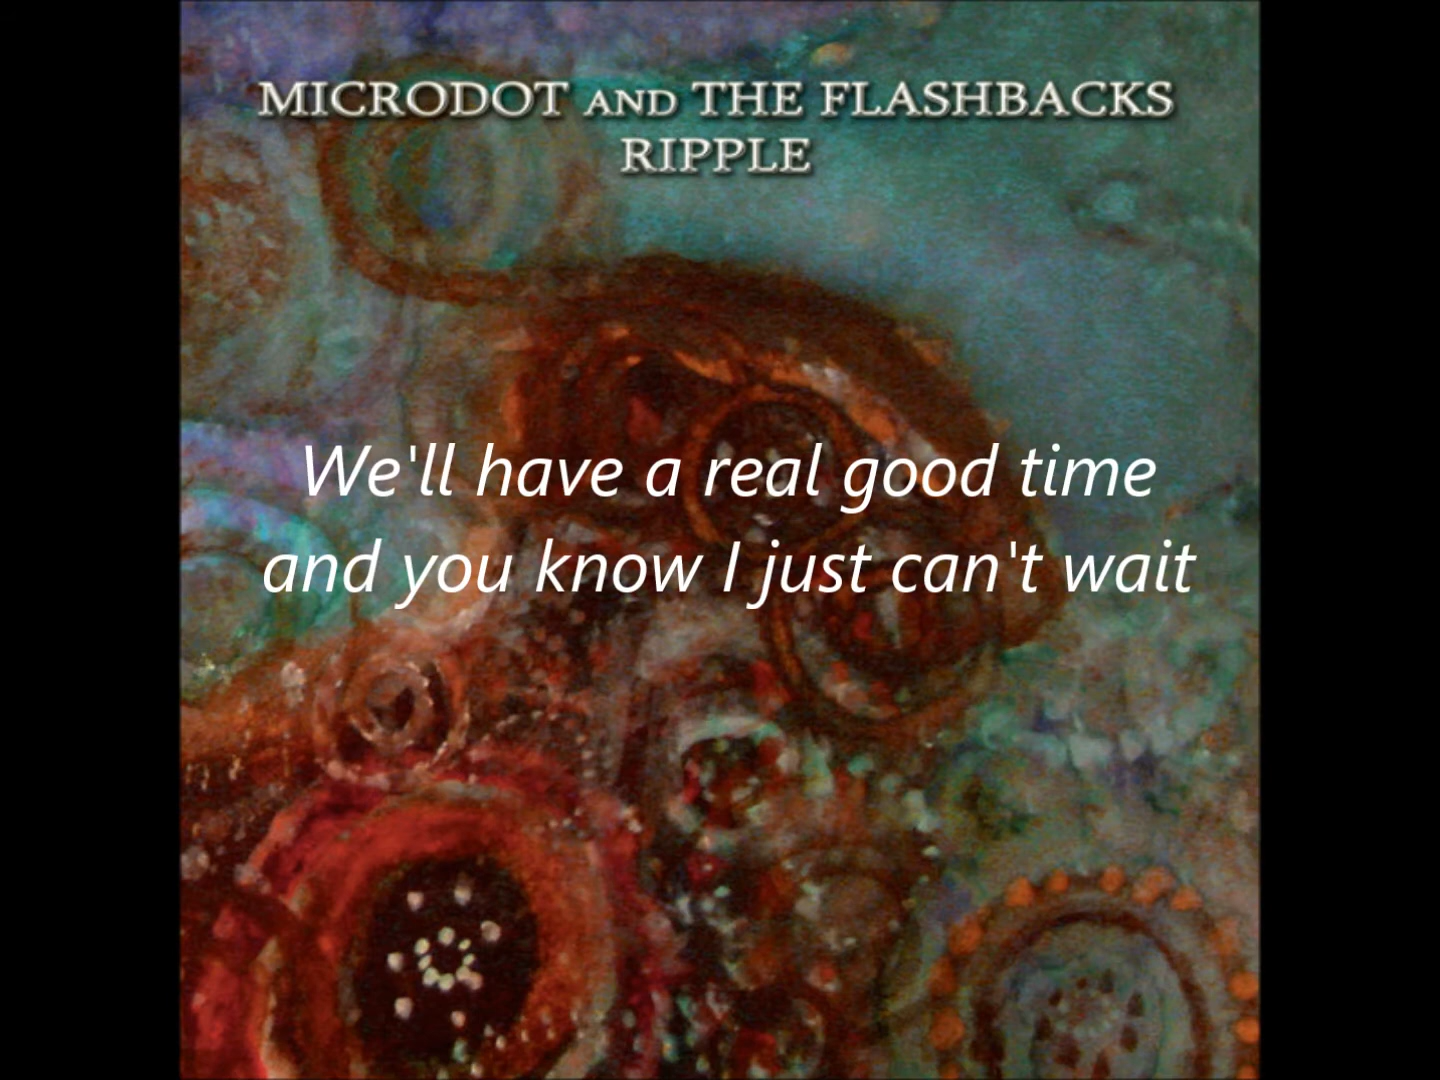 MICRODOT AND THE FLASHBACKS
RIPPLE
We'll have a real good time
and you know I just can't wait